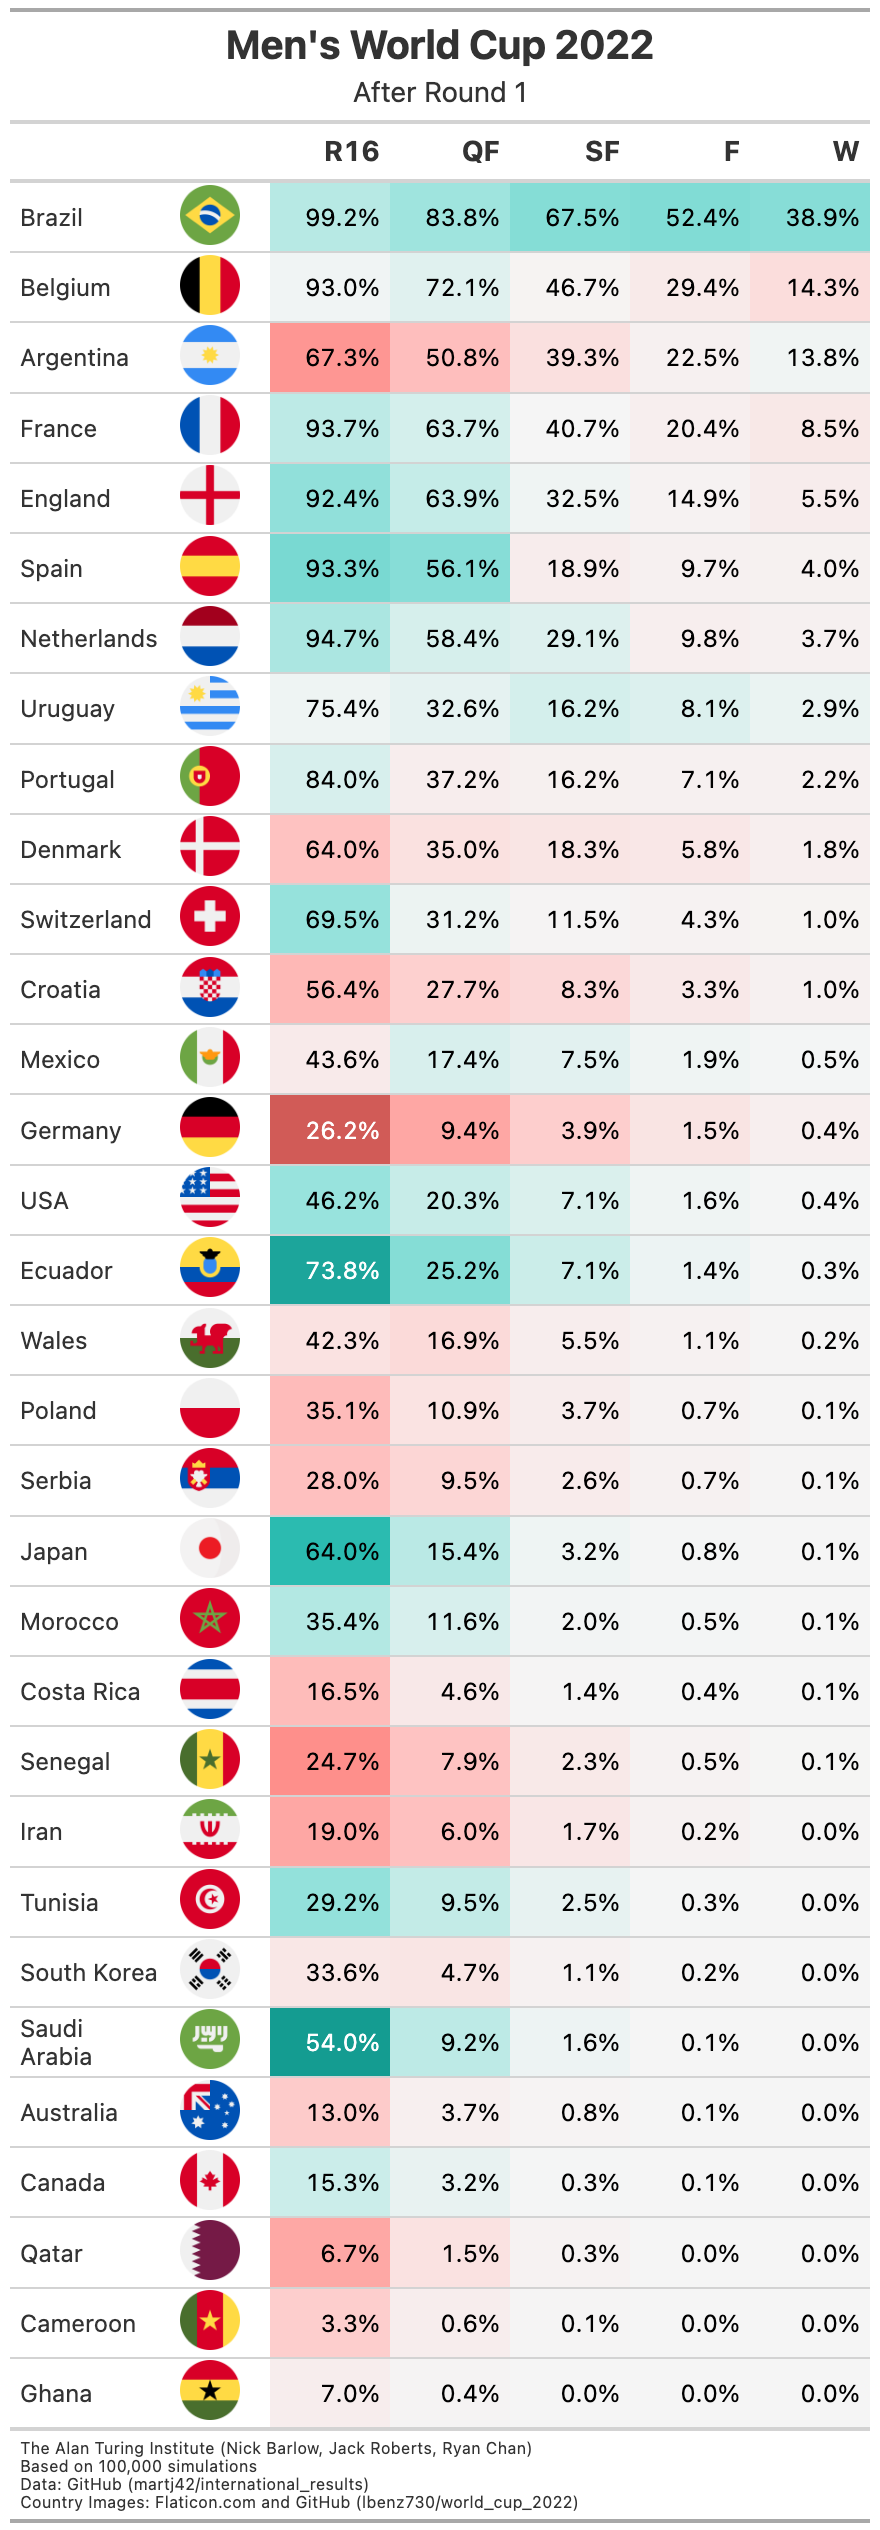 Men's World Cup 2022
After Round 1
R16 QF SF F W
Brazil 99.2% 83.8% 67.5% 52.4% 38.9%
Belgium 93.0% 72.1% 46.7% 29.4% 14.3%
Argentina 67.3% 50.8% 39.3% 22.5% 13.8%
France 93.7% 63.7% 40.7% 20.4% 8.5%
England 92.4% 63.9% 32.5% 14.9% 5.5%
Spain 93.3% 56.1% 18.9% 9.7% 4.0%
Netherlands 94.7% 58.4% 29.1% 9.8% 3.7%
Uruguay 75.4% 32.6% 16.2% 8.1% 2.9%
Portugal 84.0% 37.2% 16.2% 7.1% 2.2%
Denmark 64.0% 35.0% 18.3% 5.8% 1.8%
Switzerland 69.5% 31.2% 11.5% 4.3% 1.0%
Croatia 56.4% 27.7% 8.3% 3.3% 1.0%
Mexico 43.6% 17.4% 7.5% 1.9% 0.5%
Germany 26.2% 9.4% 3.9% 1.5% 0.4%
USA 46.2% 20.3% 7.1% 1.6% 0.4%
Ecuador 73.8% 25.2% 7.1% 1.4% 0.3%
Wales 42.3% 16.9% 5.5% 1.1% 0.2%
Poland 35.1% 10.9% 3.7% 0.7% 0.1%
Serbia 28.0% 9.5% 2.6% 0.7% 0.1%
Japan 64.0% 15.4% 3.2% 0.8% 0.1%
Morocco 35.4% 11.6% 2.0% 0.5% 0.1%
Costa Rica 16.5% 4.6% 1.4% 0.4% 0.1%
Senegal 24.7% 7.9% 2.3% 0.5% 0.1%
Iran 19.0% 6.0% 1.7% 0.2% 0.0%
Tunisia 29.2% 9.5% 2.5% 0.3% 0.0%
South Korea 33.6% 4.7% 1.1% 0.2% 0.0%
Saudi
Arabia 54.0% 9.2% 1.6% 0.1% 0.0%
Australia 13.0% 3.7% 0.8% 0.1% 0.0%
Canada 15.3% 3.2% 0.3% 0.1% 0.0%
Qatar 6.7% 1.5% 0.3% 0.0% 0.0%
Cameroon 3.3% 0.6% 0.1% 0.0% 0.0%
Ghana 7.0% 0.4% 0.0% 0.0% 0.0%
The Alan Turing Institute (Nick Barlow, Jack Roberts, Ryan Chan)
Based on 100,000 simulations
Data: GitHub (martj42/international_results)
Country Images: Flaticon.com and GitHub (lbenz730/world_cup_2022)